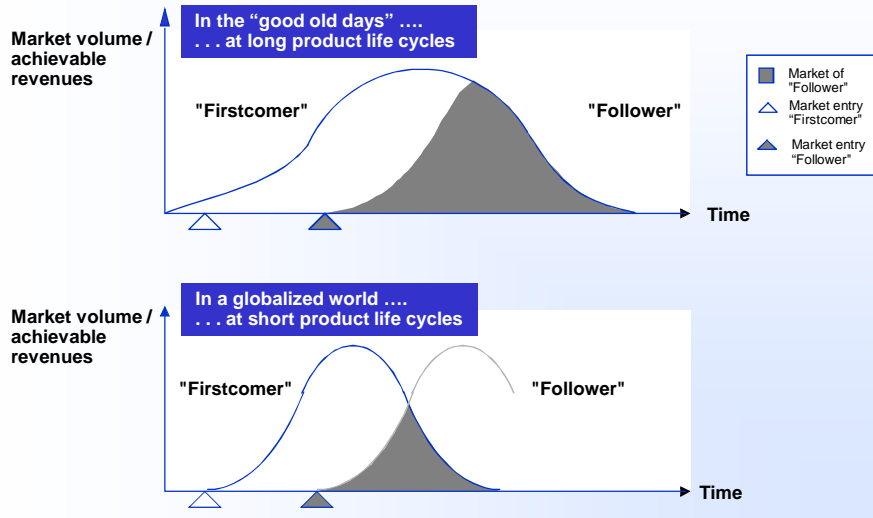 In the “good old days” ….
. . . at long product life cycles
Market volume /
achievable
revenues
"Firstcomer"
"Follower"
Time
Market of
"Follower"
Market entry
“Firstcomer”
Market entry
“Follower”
In a globalized world ….
. . . at short product life cycles
Market volume /
achievable
revenues
"Firstcomer"
"Follower"
Time